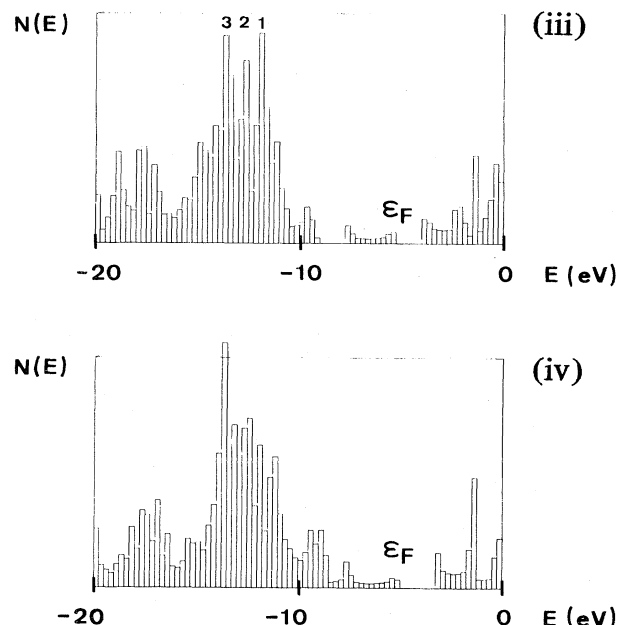 N(E) 3 2 1 (iii)
εF
-20 -10 0 E (eV)
N(E) (iv)
εF
-20 -10 0 E (eV)